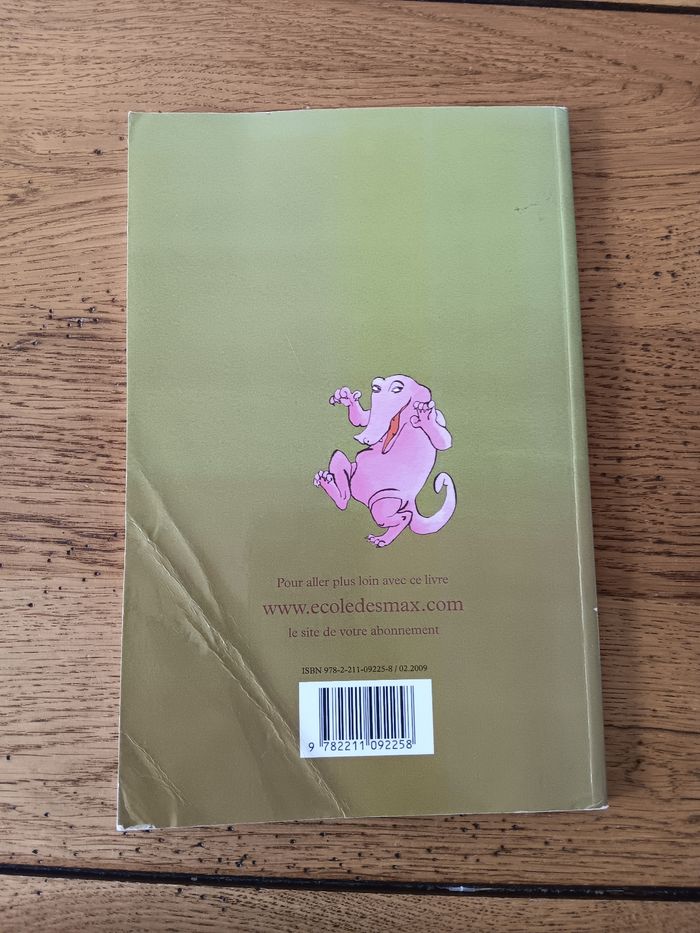 Pour aller plus loin avec ce livre
www.ecoledesmax.com
le site de votre abonnement
ISBN 978-2-211-09225-8 / 02.2009
9 782211 092258